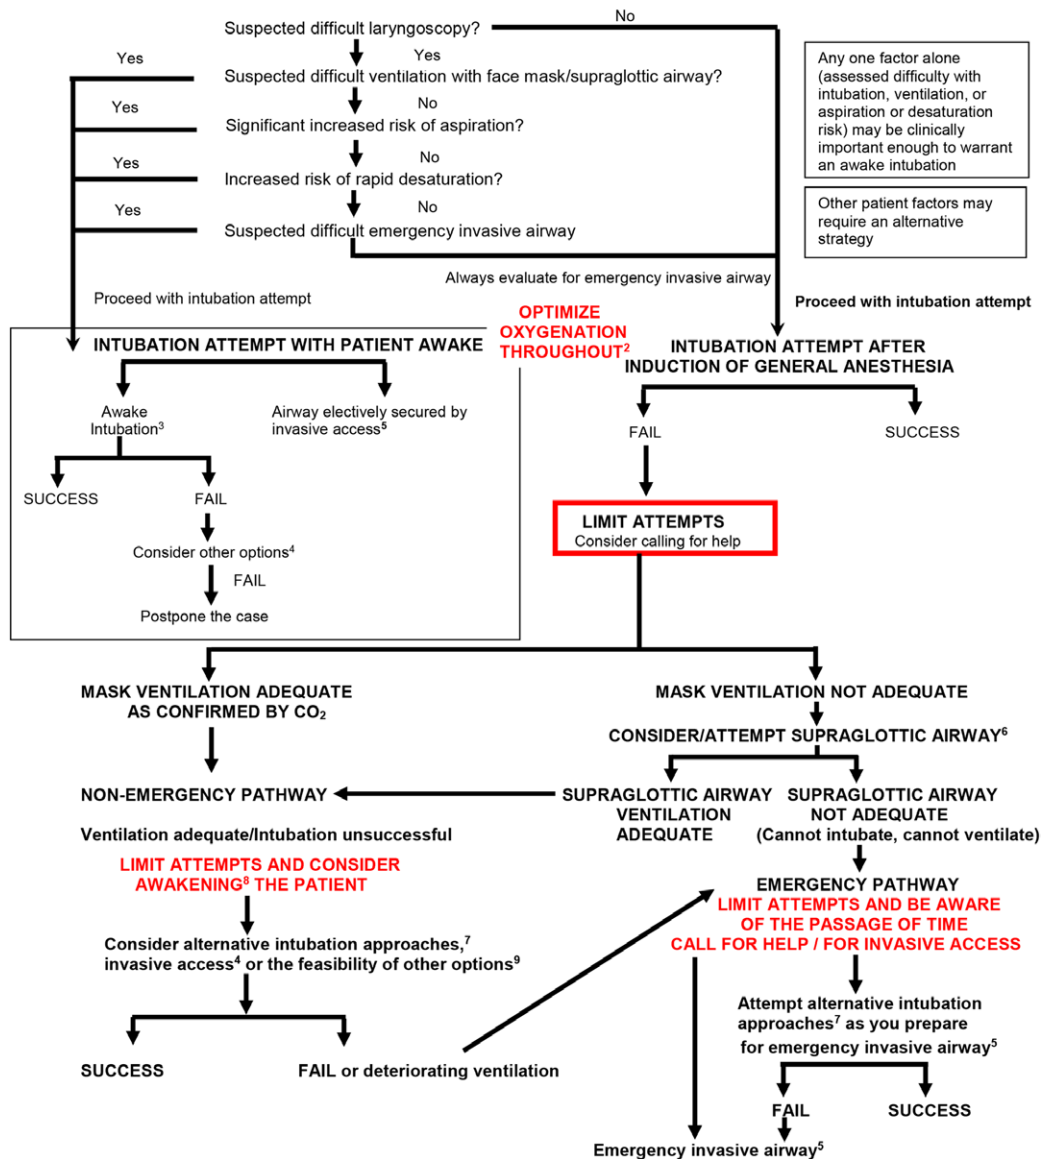 Suspected difficult laryngoscopy?
No
Yes
Yes
Suspected difficult ventilation with face mask/supraglottic airway?
Yes
No
Significant increased risk of aspiration?
Yes
No
Increased risk of rapid desaturation?
Yes
No
Suspected difficult emergency invasive airway
Any one factor alone
(assessed difficulty with
intubation, ventilation, or
aspiration or desaturation
risk) may be clinically
important enough to warrant
an awake intubation
Other patient factors may
require an alternative
strategy
Always evaluate for emergency invasive airway
Proceed with intubation attempt
Proceed with intubation attempt
OPTIMIZE
OXYGENATION
THROUGHOUT²
INTUBATION ATTEMPT WITH PATIENT AWAKE
INTUBATION ATTEMPT AFTER
INDUCTION OF GENERAL ANESTHESIA
Awake
Intubation³
Airway electively secured by
invasive access⁵
SUCCESS
FAIL
Consider other options⁴
FAIL
Postpone the case
FAIL
SUCCESS
LIMIT ATTEMPTS
Consider calling for help
MASK VENTILATION ADEQUATE
AS CONFIRMED BY CO₂
MASK VENTILATION NOT ADEQUATE
CONSIDER/ATTEMPT SUPRAGLOTTIC AIRWAY⁶
NON-EMERGENCY PATHWAY
SUPRAGLOTTIC AIRWAY
VENTILATION
ADEQUATE
SUPRAGLOTTIC AIRWAY
NOT ADEQUATE
(Cannot intubate, cannot ventilate)
Ventilation adequate/Intubation unsuccessful
LIMIT ATTEMPTS AND CONSIDER
AWAKENING⁸ THE PATIENT
Consider alternative intubation approaches,⁷
invasive access⁴ or the feasibility of other options⁹
SUCCESS
FAIL or deteriorating ventilation
EMERGENCY PATHWAY
LIMIT ATTEMPTS AND BE AWARE
OF THE PASSAGE OF TIME
CALL FOR HELP / FOR INVASIVE ACCESS
Attempt alternative intubation
approaches⁷ as you prepare
for emergency invasive airway⁵
FAIL
SUCCESS
Emergency invasive airway⁵